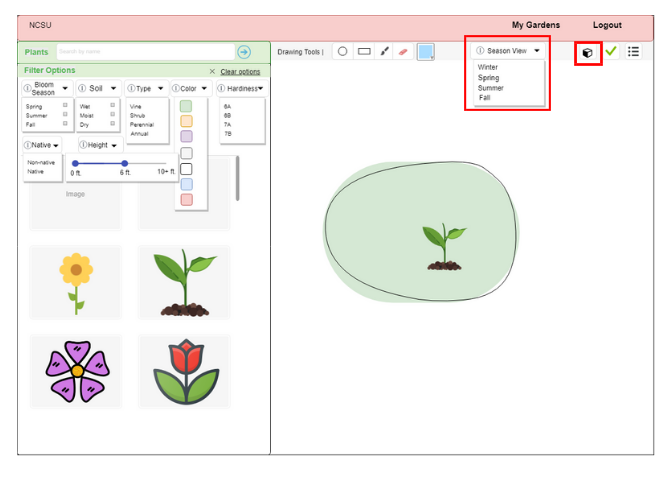 NCSU My Gardens Logout
Plants Search by name Drawing Tools | Season View
Filter Options × Clear options
Winter
Spring
Summer
Fall
Bloom Season Soil Type Color Hardiness
Spring Wet Vine 6A
Summer Moist Shrub 6B
Fall Dry Perennial 7A
Annual 7B
Native Height
Non-native
Native
0 ft. 6 ft. 10+ ft.
Image